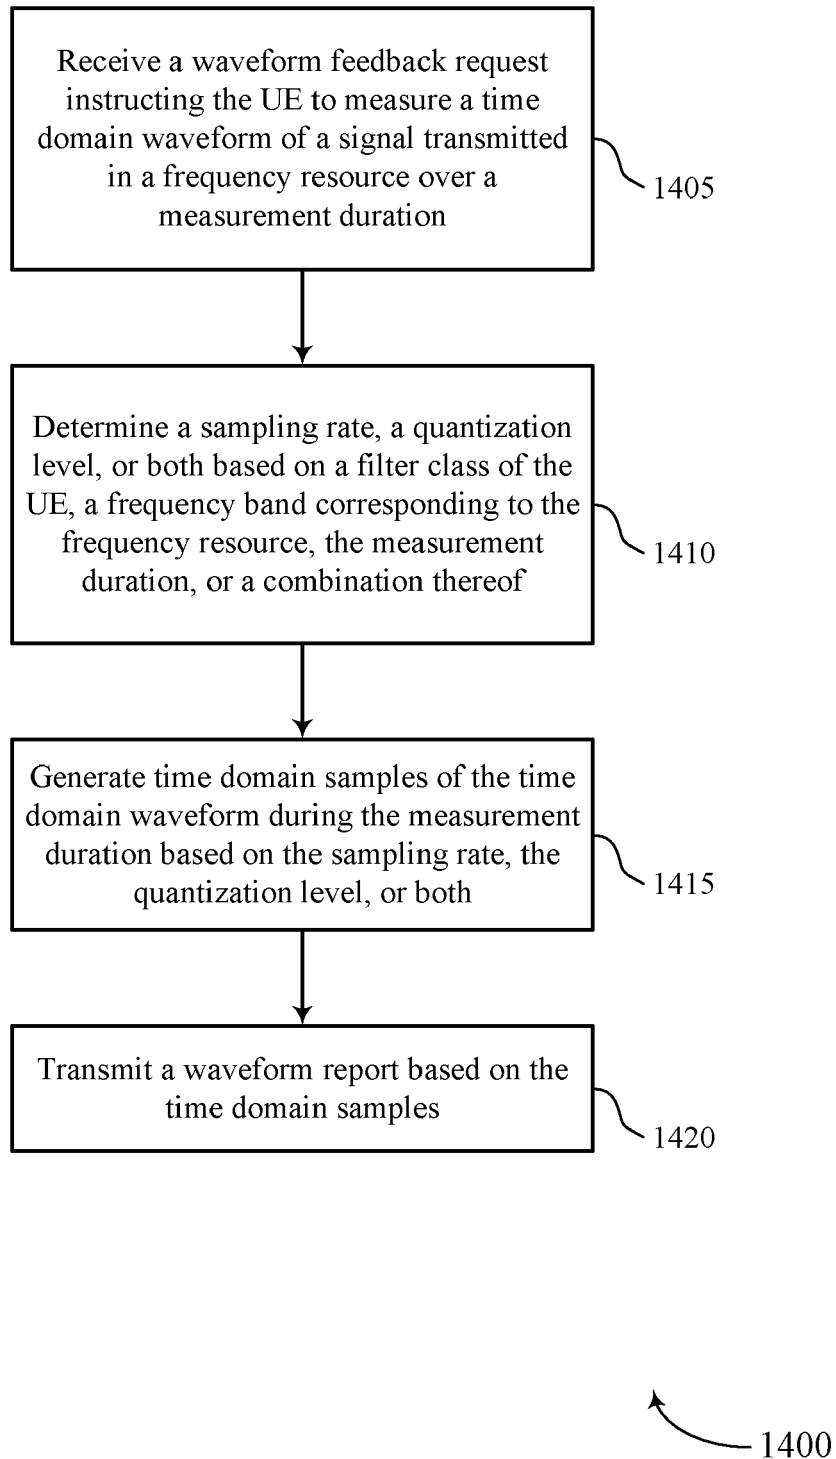 Receive a waveform feedback request
instructing the UE to measure a time
domain waveform of a signal transmitted
in a frequency resource over a
measurement duration
1405
Determine a sampling rate, a quantization
level, or both based on a filter class of the
UE, a frequency band corresponding to the
frequency resource, the measurement
duration, or a combination thereof
1410
Generate time domain samples of the time
domain waveform during the measurement
duration based on the sampling rate, the
quantization level, or both
1415
Transmit a waveform report based on the
time domain samples
1420
1400